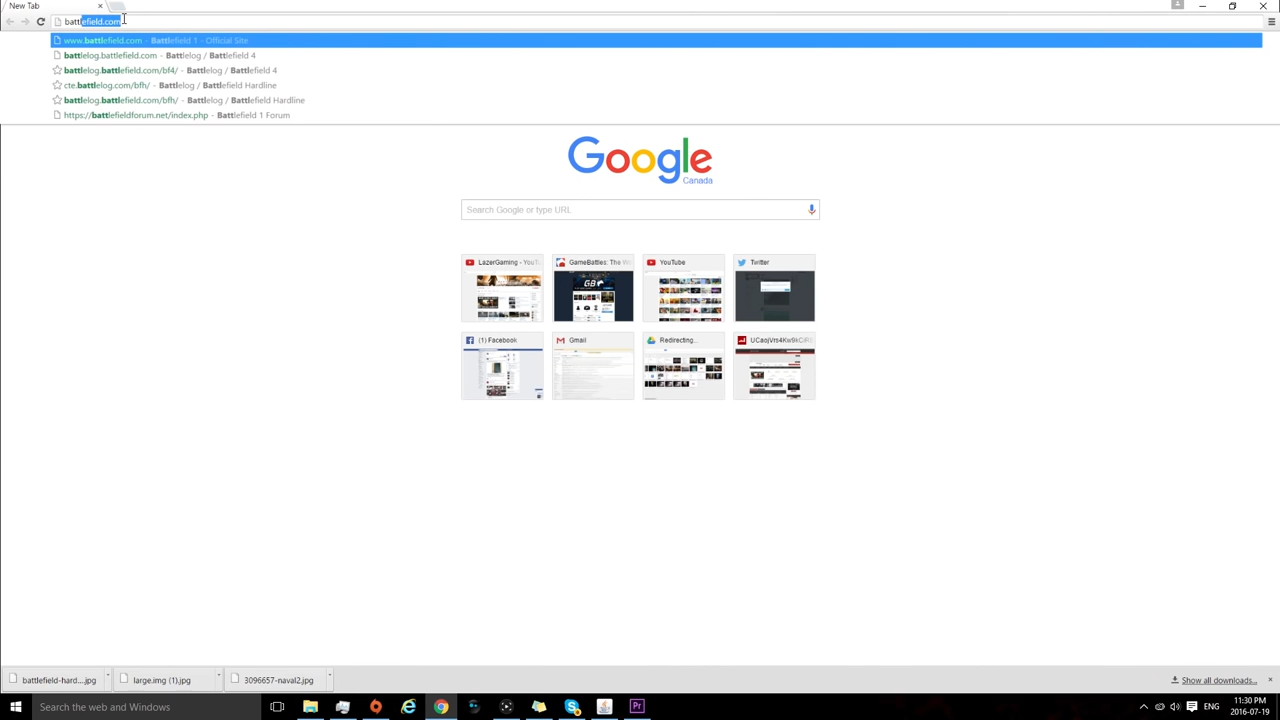 New Tab
battlefield.com
www.battlefield.com - Battlefield 1 - Official Site
battlelog.battlefield.com - Battlelog / Battlefield 4
battlelog.battlefield.com/bf4/ - Battlelog / Battlefield 4
cte.battlelog.com/bfh/ - Battlelog / Battlefield Hardline
battlelog.battlefield.com/bfh/ - Battlelog / Battlefield Hardline
https://battlefieldforum.net/index.php - Battlefield 1 Forum
Google
Canada
Search Google or type URL
LazerGaming - YouT
GameBattles: The Wo
YouTube
Twitter
GB
(1) Facebook
Gmail
Redirecting...
battlefield-hard....jpg
large.img (1).jpg
3096657-naval2.jpg
Show all downloads...
Search the web and Windows
Pr
ENG
11:30 PM
2016-07-19